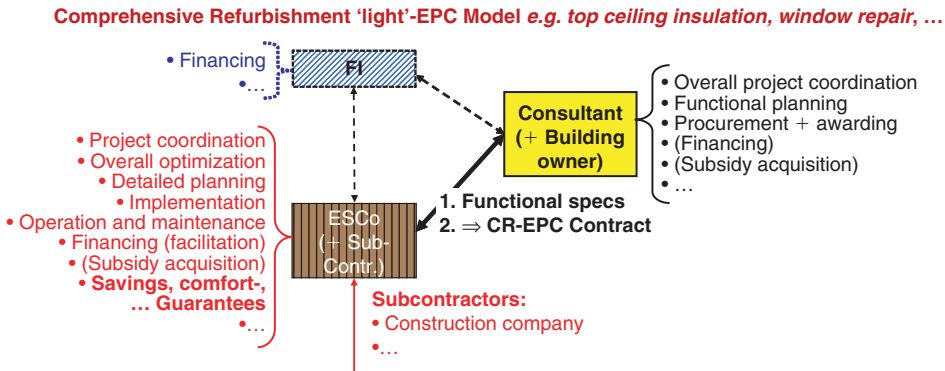 Comprehensive Refurbishment ‘light’-EPC Model e.g. top ceiling insulation, window repair, …
• Financing
•…
FI
Consultant
(+ Building
owner)
• Overall project coordination
• Functional planning
• Procurement + awarding
• (Financing)
• (Subsidy acquisition)
• …
• Project coordination
• Overall optimization
• Detailed planning
• Implementation
• Operation and maintenance
• Financing (facilitation)
• (Subsidy acquisition)
• Savings, comfort-,
… Guarantees
•…
ESCo
(+ Sub-
Contr.)
1. Functional specs
2. ⇒ CR-EPC Contract
Subcontractors:
• Construction company
•…